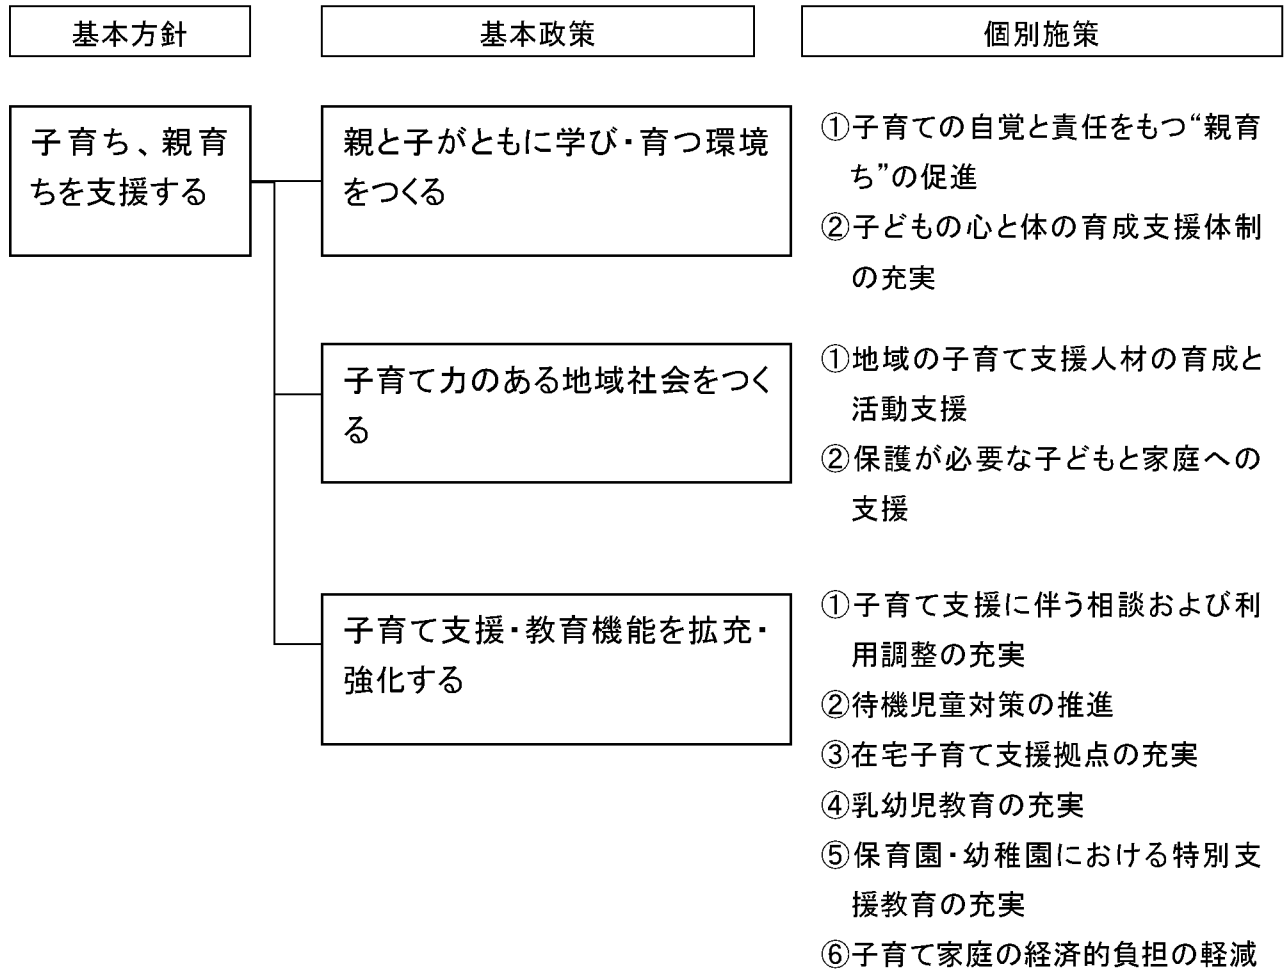 基本方針
基本政策
個別施策
子育ち、親育
ちを支援する
親と子がともに学び・育つ環境
をつくる
①子育ての自覚と責任をもつ“親育
ち”の促進
②子どもの心と体の育成支援体制
の充実
子育て力のある地域社会をつく
る
①地域の子育て支援人材の育成と
活動支援
②保護が必要な子どもと家庭への
支援
子育て支援・教育機能を拡充・
強化する
①子育て支援に伴う相談および利
用調整の充実
②待機児童対策の推進
③在宅子育て支援拠点の充実
④乳幼児教育の充実
⑤保育園・幼稚園における特別支
援教育の充実
⑥子育て家庭の経済的負担の軽減